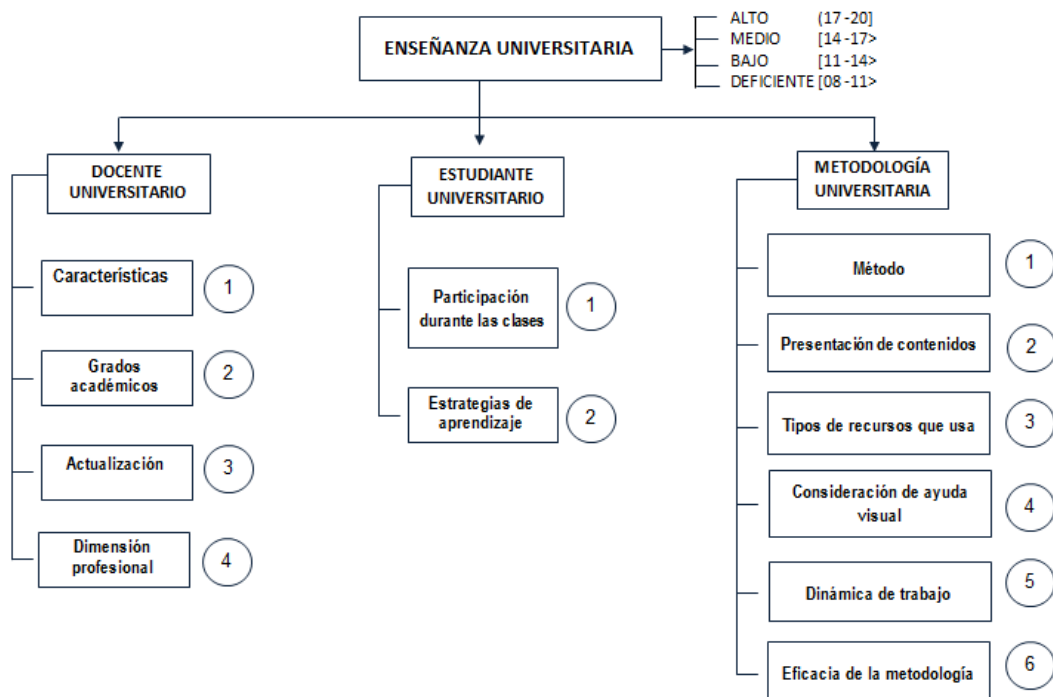 ENSEÑANZA UNIVERSITARIA
ALTO (17-20]
MEDIO [14 -17>
BAJO [11 -14>
DEFICIENTE [08 -11>
DOCENTE
UNIVERSITARIO
Características
1
Grados
académicos
2
Actualización
3
Dimensión
profesional
4
ESTUDIANTE
UNIVERSITARIO
Participación
durante las clases
1
Estrategias de
aprendizaje
2
METODOLOGÍA
UNIVERSITARIA
Método
1
Presentación de contenidos
2
Tipos de recursos que usa
3
Consideración de ayuda
visual
4
Dinámica de trabajo
5
Eficacia de la metodología
6